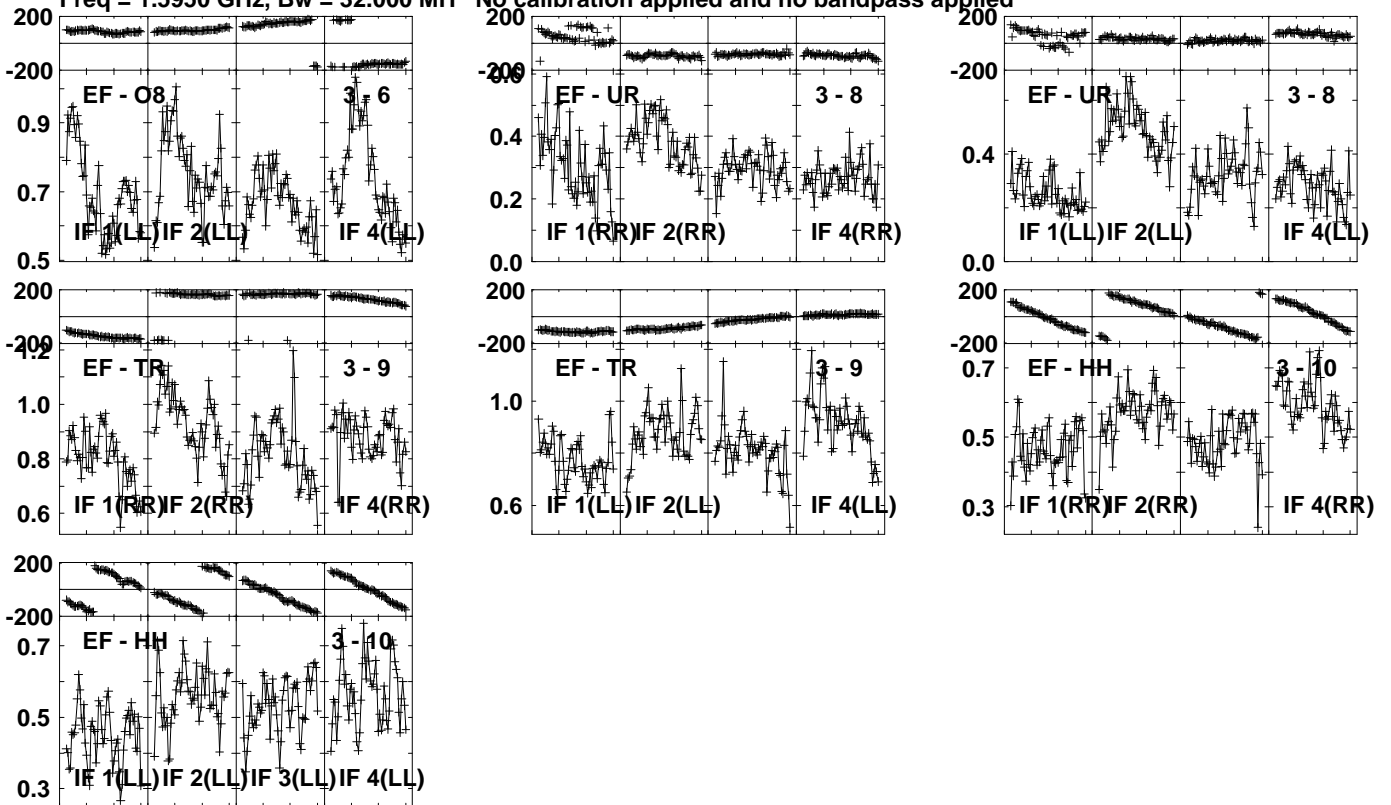 Freq = 1.5950 GHz, Bw = 32.000 MH No calibration applied and no bandpass applied
200
-200
EF - O8 3 - 6
0.9
0.7
0.5
IF 1(LL) IF 2(LL) IF 4(LL)
200
-200
0.6
EF - UR 3 - 8
0.4
0.2
0.0
IF 1(RR) IF 2(RR) IF 4(RR)
200
-200
EF - UR 3 - 8
0.4
0.0
IF 1(LL) IF 2(LL) IF 4(LL)
200
-200
1.2
EF - TR 3 - 9
1.0
0.8
0.6
IF 1(RR) IF 2(RR) IF 4(RR)
200
-200
EF - TR 3 - 9
1.0
0.6
IF 1(LL) IF 2(LL) IF 4(LL)
200
-200
0.7
EF - HH 3 - 10
0.5
0.3
IF 1(RR) IF 2(RR) IF 4(RR)
200
-200
EF - HH 3 - 10
0.7
0.5
0.3
IF 1(LL) IF 2(LL) IF 3(LL) IF 4(LL)